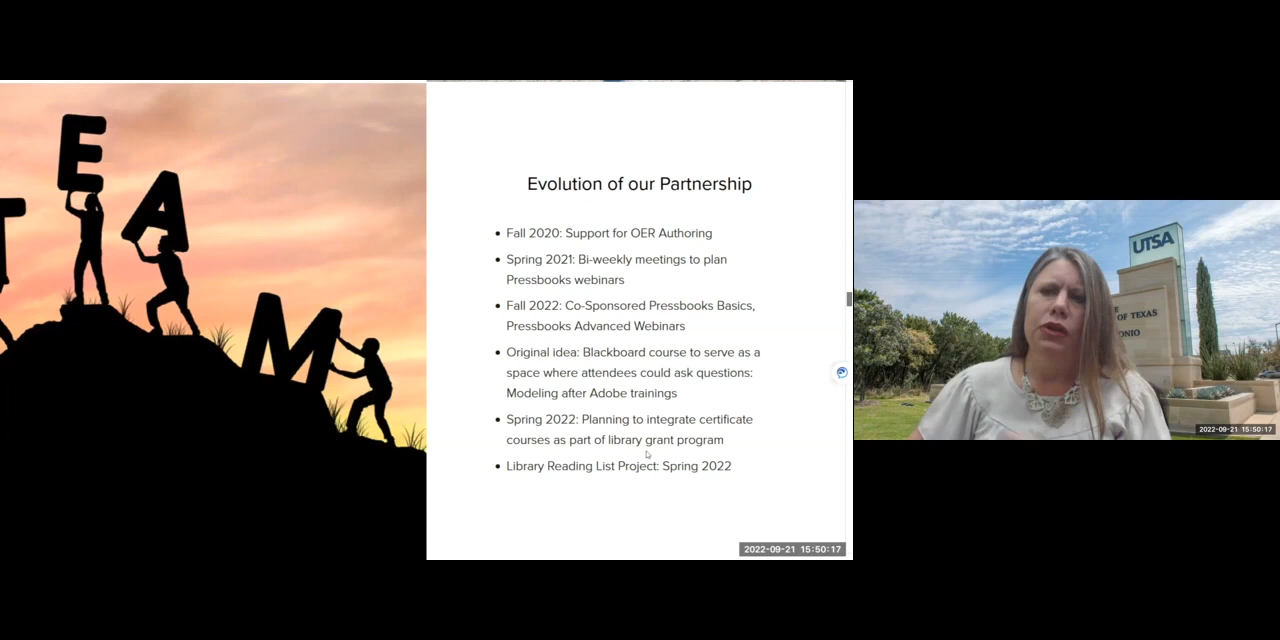 T
E
A
M
Evolution of our Partnership
• Fall 2020: Support for OER Authoring
• Spring 2021: Bi-weekly meetings to plan
Pressbooks webinars
• Fall 2022: Co-Sponsored Pressbooks Basics,
Pressbooks Advanced Webinars
• Original idea: Blackboard course to serve as a
space where attendees could ask questions:
Modeling after Adobe trainings
• Spring 2022: Planning to integrate certificate
courses as part of library grant program
• Library Reading List Project: Spring 2022
2022-09-21 15:50:17
UTSA
E
OF TEXAS
ONIO
2022-09-21 15:50:17